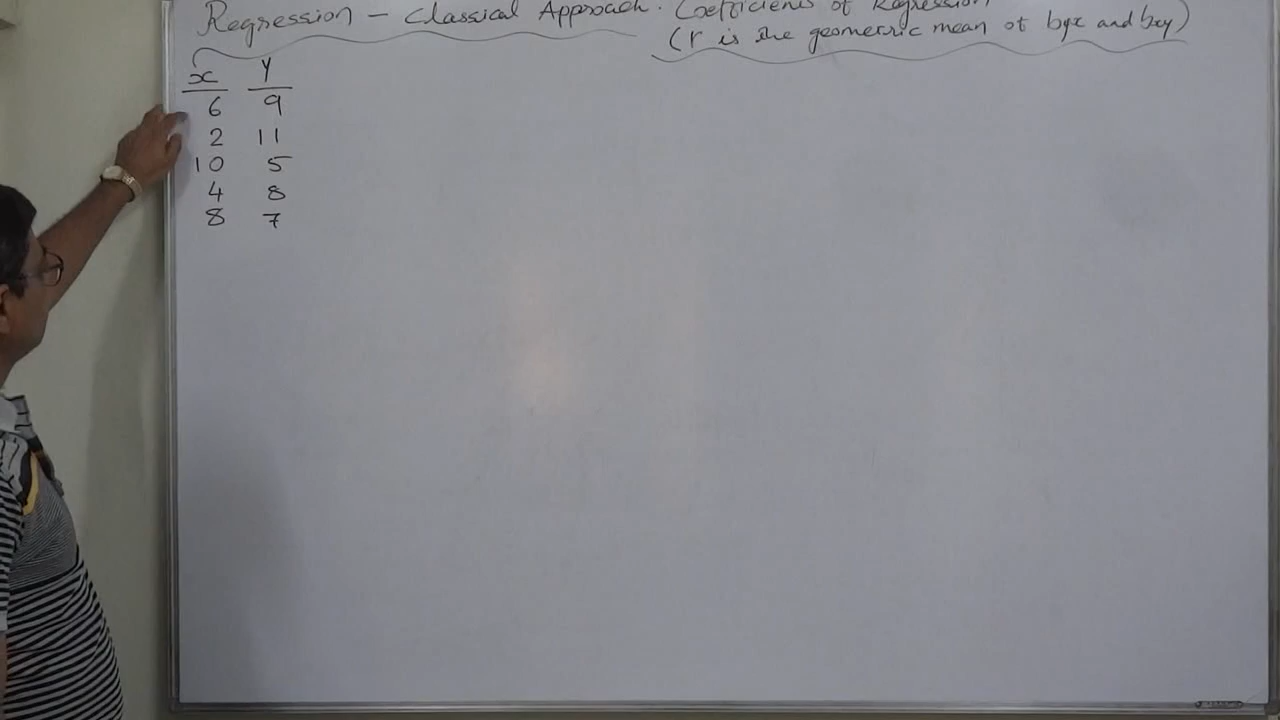 Regression – Classical Approach. Coefficients of Regression
(r is the geometric mean of byx and bxy)
x y
6 9
2 11
10 5
4 8
8 7